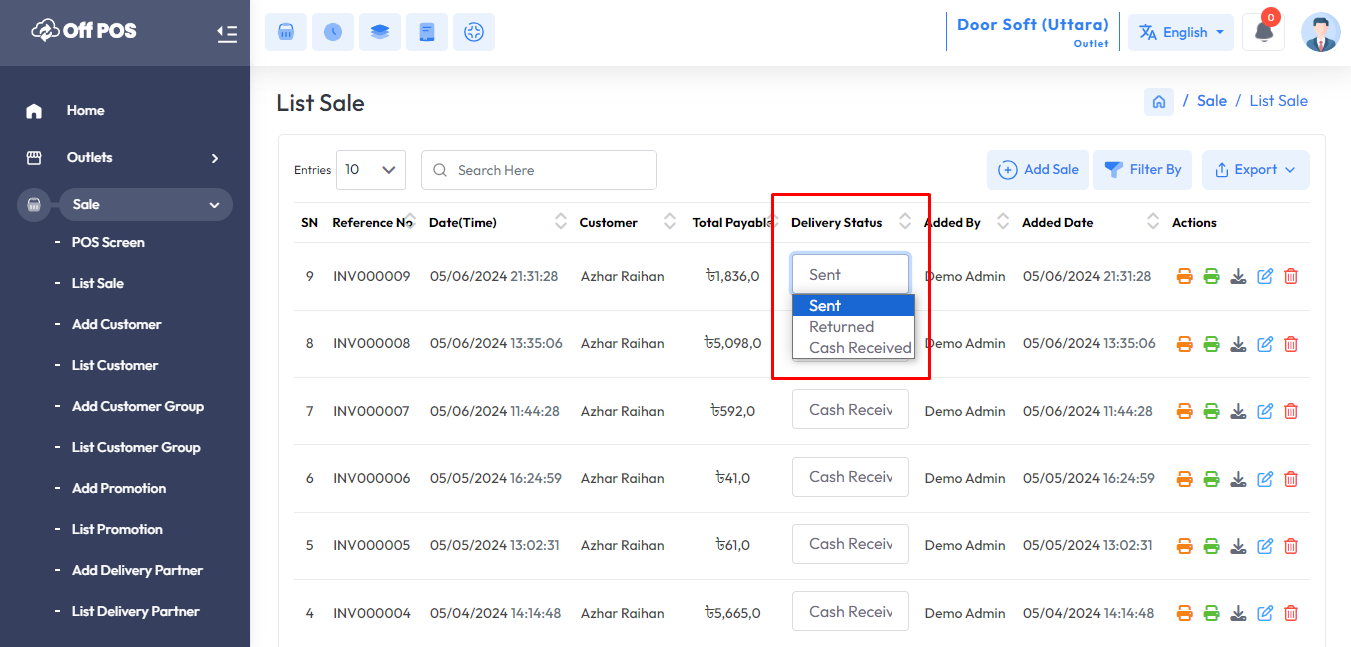 Off POS
Door Soft (Uttara)
Outlet
English
0
Home
Outlets
Sale
POS Screen
List Sale
Add Customer
List Customer
Add Customer Group
List Customer Group
Add Promotion
List Promotion
Add Delivery Partner
List Delivery Partner
List Sale
/ Sale / List Sale
Entries 10 Search Here Add Sale Filter By Export
SN Reference No Date(Time) Customer Total Payable Delivery Status Added By Added Date Actions
9 INV000009 05/06/2024 21:31:28 Azhar Raihan ৳1,836,0 Sent Demo Admin 05/06/2024 21:31:28
Sent
Returned
Cash Received
8 INV000008 05/06/2024 13:35:06 Azhar Raihan ৳5,098,0 Demo Admin 05/06/2024 13:35:06
7 INV000007 05/06/2024 11:44:28 Azhar Raihan ৳592,0 Cash Receiv Demo Admin 05/06/2024 11:44:28
6 INV000006 05/05/2024 16:24:59 Azhar Raihan ৳41,0 Cash Receiv Demo Admin 05/05/2024 16:24:59
5 INV000005 05/05/2024 13:02:31 Azhar Raihan ৳61,0 Cash Receiv Demo Admin 05/05/2024 13:02:31
4 INV000004 05/04/2024 14:14:48 Azhar Raihan ৳5,665,0 Cash Receiv Demo Admin 05/04/2024 14:14:48